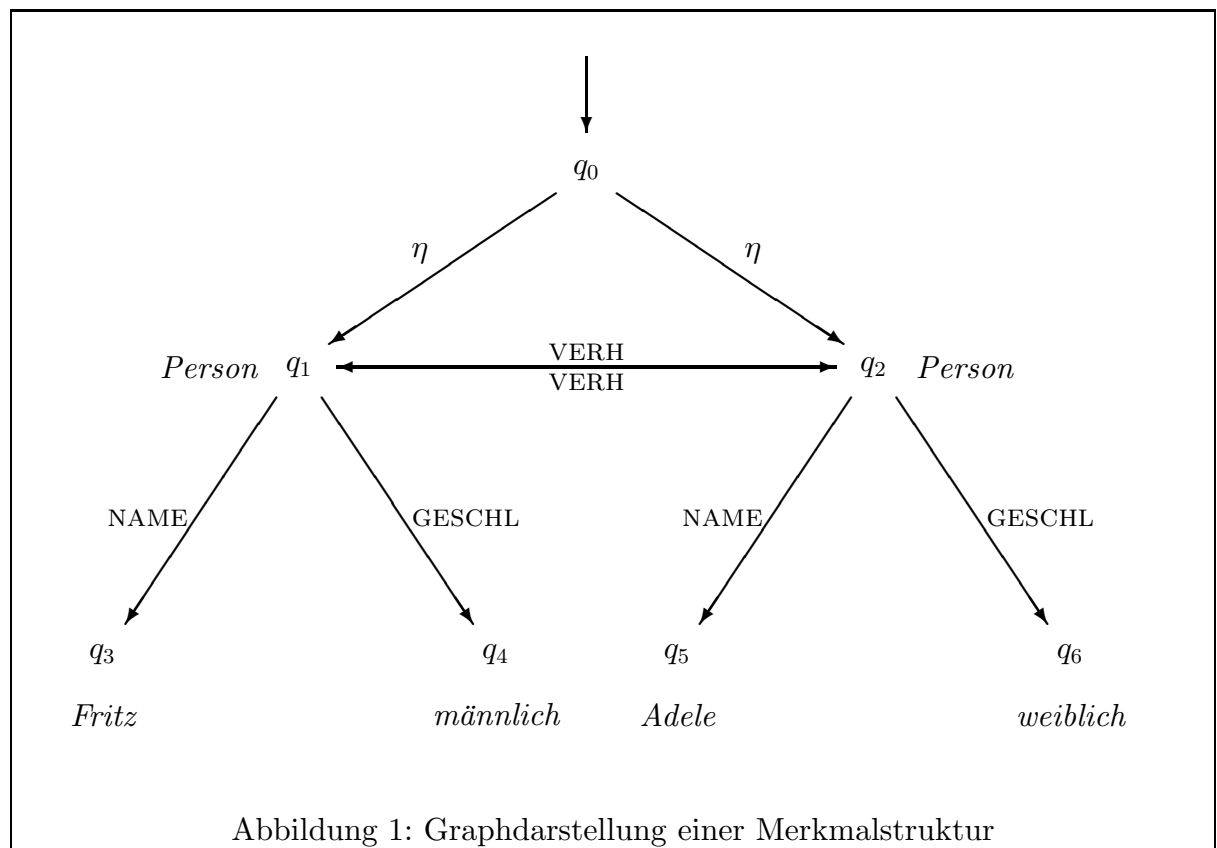 q₀
η η
VERH
Person q₁ q₂ Person
VERH
NAME GESCHL NAME GESCHL
q₃ q₄ q₅ q₆
Fritz männlich Adele weiblich
Abbildung 1: Graphdarstellung einer Merkmalstruktur